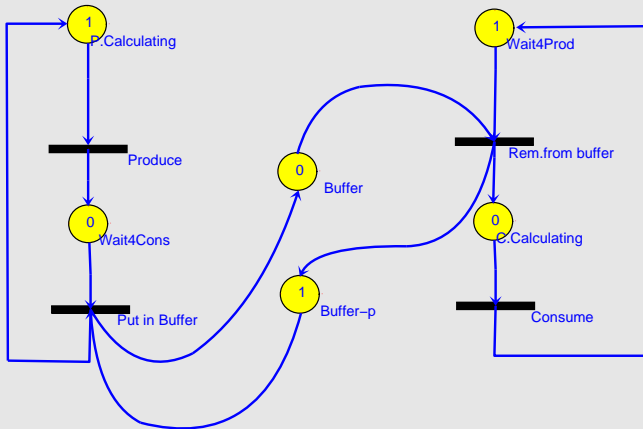 1
P.Calculating
1
Wait4Prod
Produce
Rem.from buffer
0
Buffer
0
Wait4Cons
0
C.Calculating
1
Buffer-p
Put in Buffer
Consume